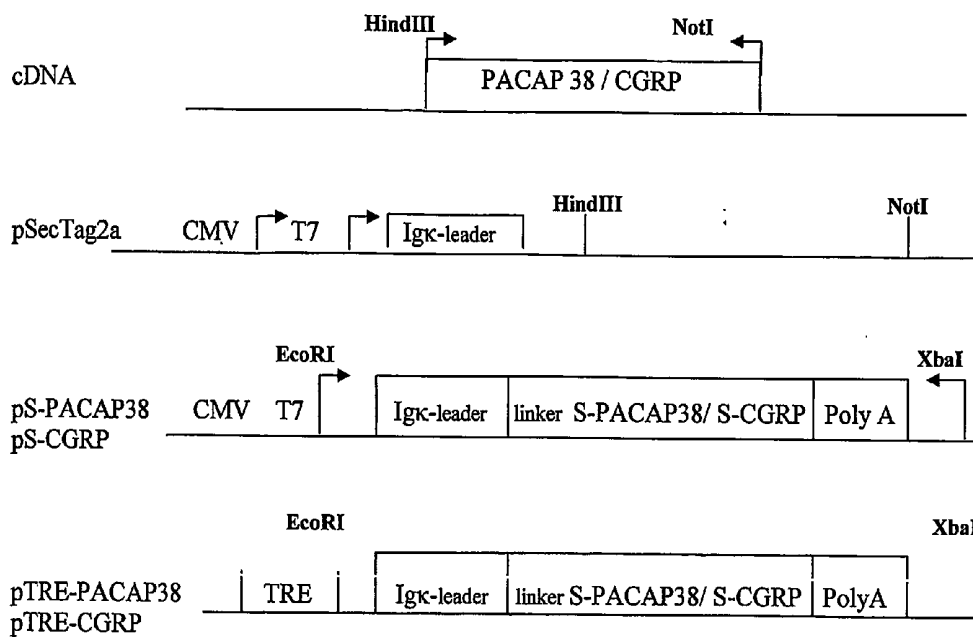 HindIII NotI
cDNA PACAP 38 / CGRP
HindIII NotI
pSecTag2a CMV T7 Igκ-leader
EcoRI XbaI
pS-PACAP38 CMV T7 Igκ-leader linker S-PACAP38/ S-CGRP Poly A
pS-CGRP
EcoRI XbaI
pTRE-PACAP38 TRE Igκ-leader linker S-PACAP38/ S-CGRP PolyA
pTRE-CGRP